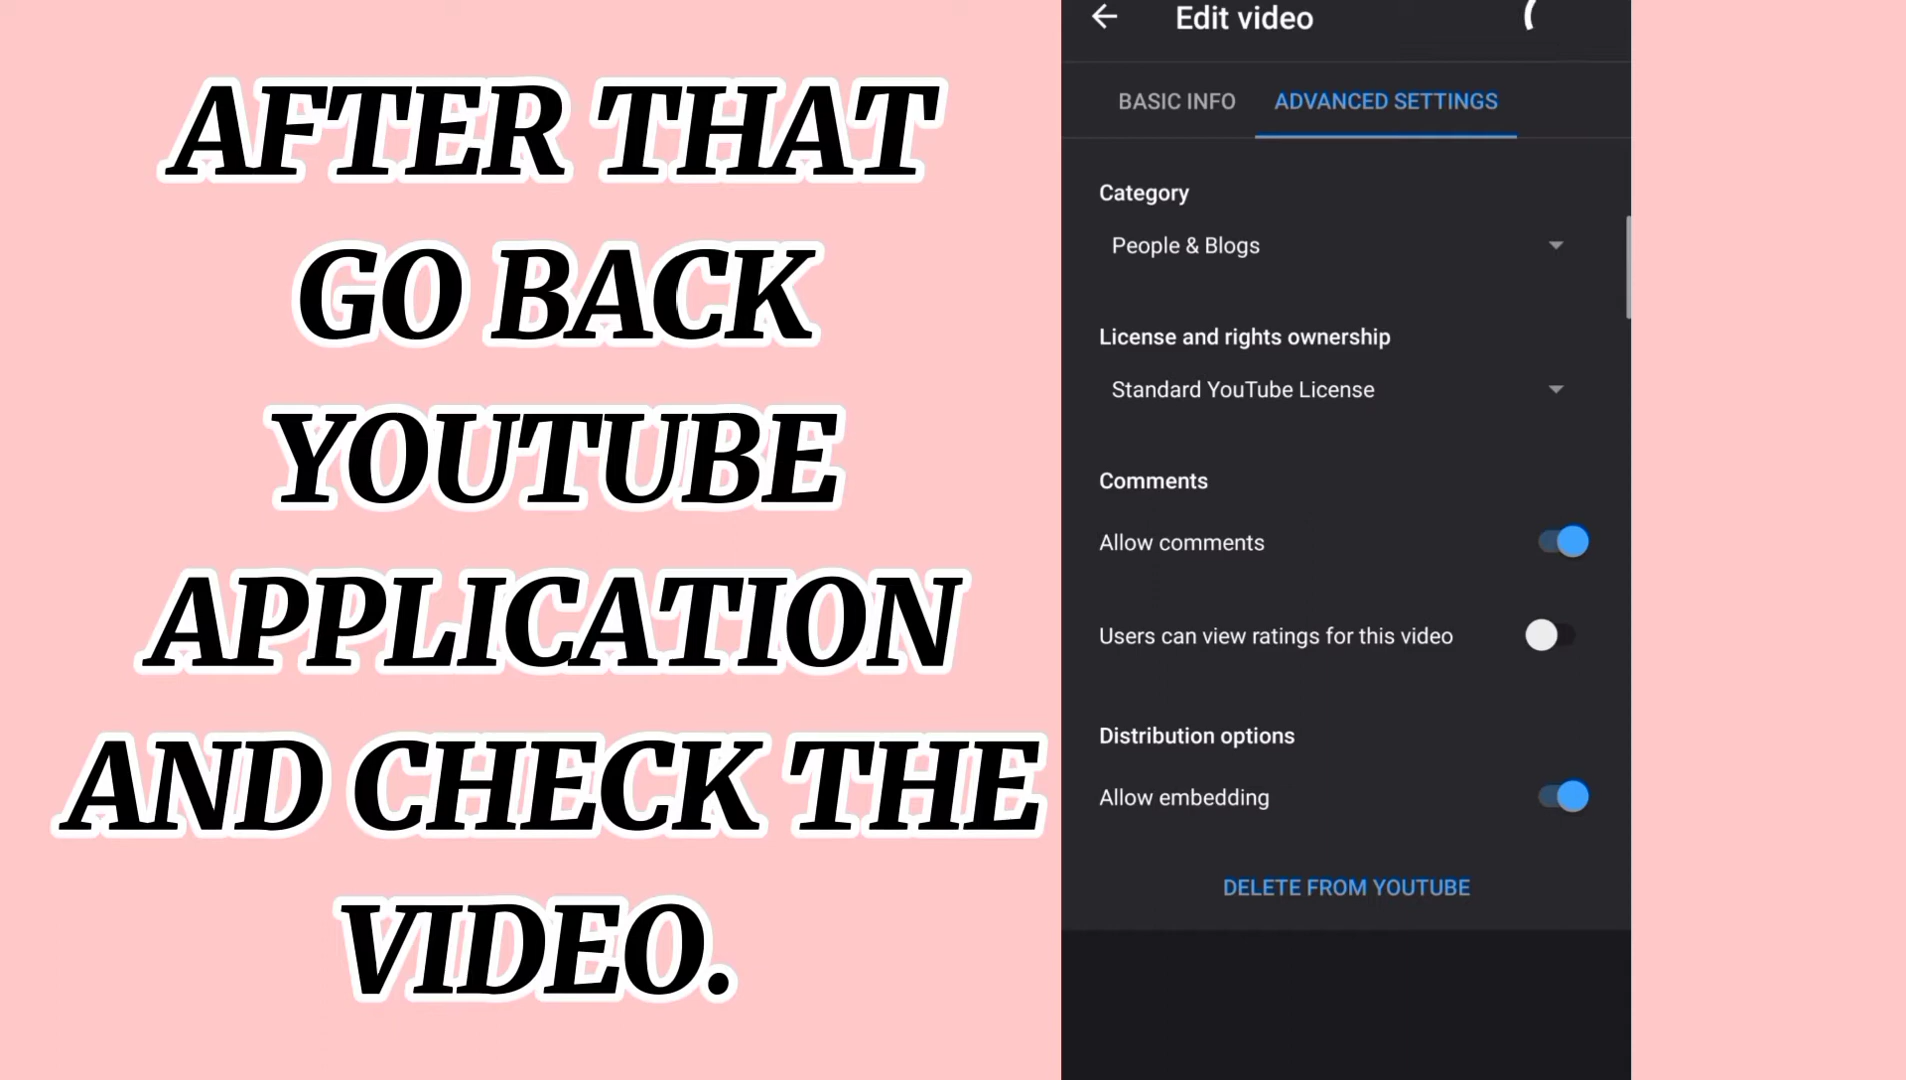 AFTER THAT
GO BACK
YOUTUBE
APPLICATION
AND CHECK THE
VIDEO.
Edit video
BASIC INFO ADVANCED SETTINGS
Category
People & Blogs
License and rights ownership
Standard YouTube License
Comments
Allow comments
Users can view ratings for this video
Distribution options
Allow embedding
DELETE FROM YOUTUBE